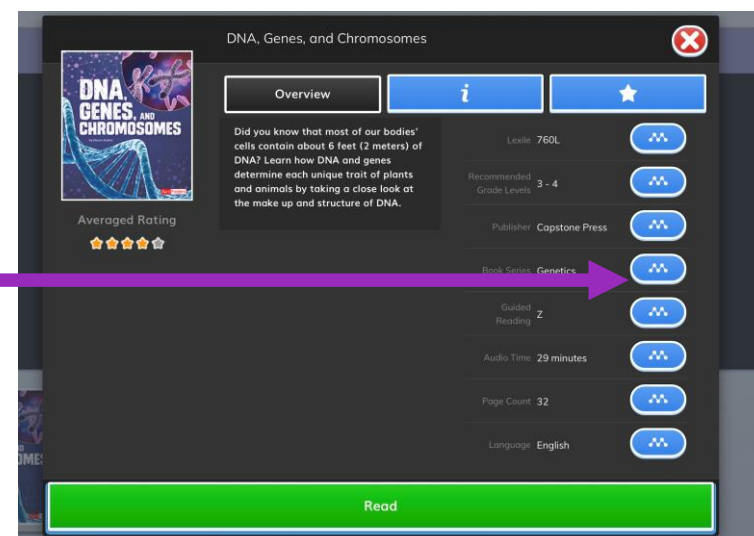 DNA, Genes, and Chromosomes
DNA,
GENES, AND
CHROMOSOMES
Overview
i
Did you know that most of our bodies'
cells contain about 6 feet (2 meters) of
DNA? Learn how DNA and genes
determine each unique trait of plants
and animals by taking a close look at
the make up and structure of DNA.
Averaged Rating
Lexile 760L
Recommended
Grade Levels 3 - 4
Publisher Capstone Press
Book Series Genetics
Guided
Reading Z
Audio Time 29 minutes
Page Count 32
Language English
Read